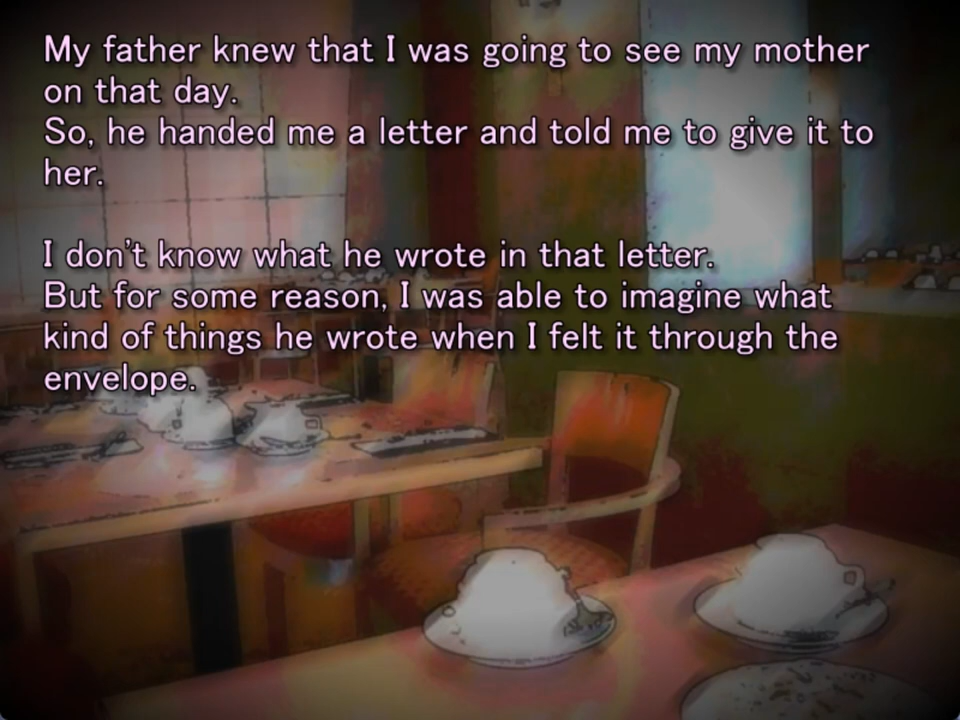 My father knew that I was going to see my mother
on that day.
So, he handed me a letter and told me to give it to
her.
I don't know what he wrote in that letter.
But for some reason, I was able to imagine what
kind of things he wrote when I felt it through the
envelope.